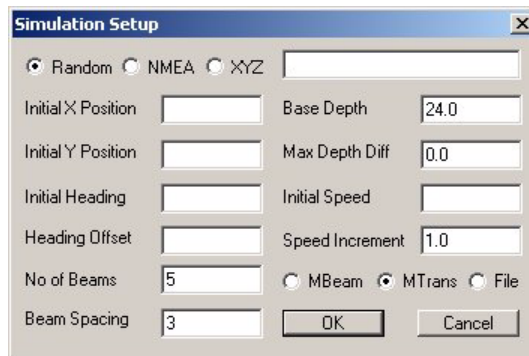 Simulation Setup
Random NMEA XYZ
Initial X Position Base Depth 24.0
Initial Y Position Max Depth Diff 0.0
Initial Heading Initial Speed
Heading Offset Speed Increment 1.0
No of Beams 5 MBeam MTrans File
Beam Spacing 3 OK Cancel